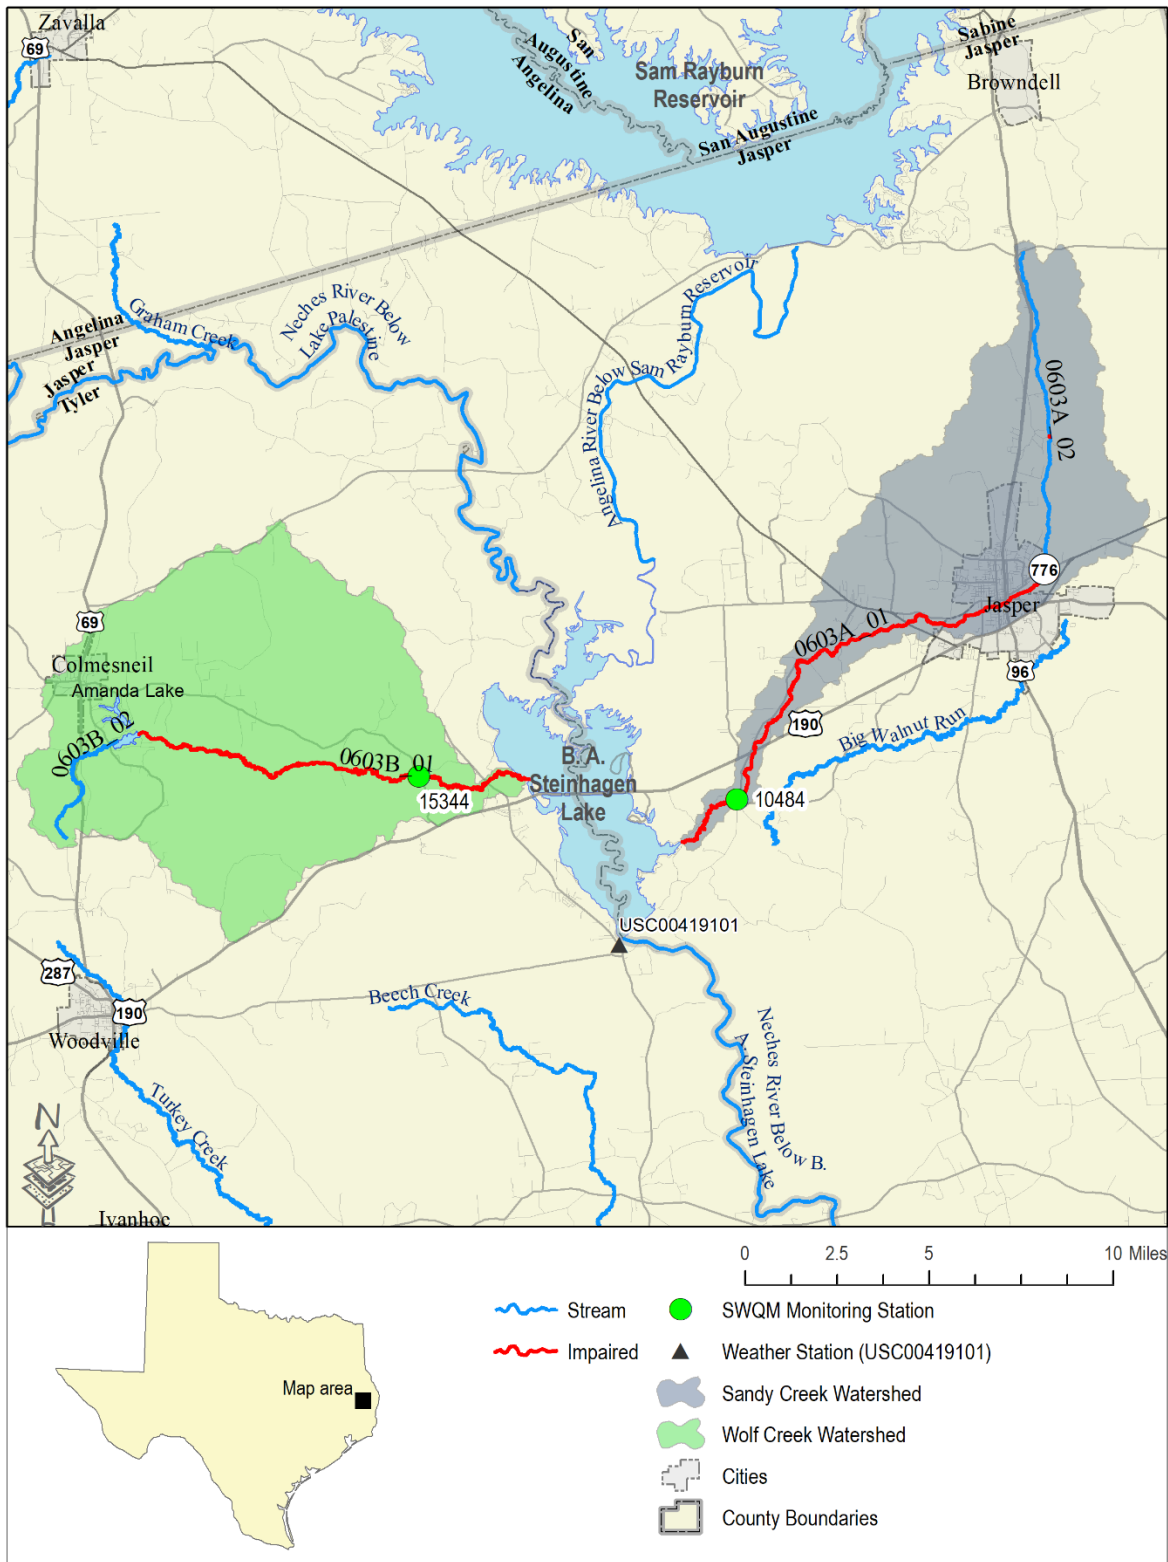 Zavalla
69
San
Augustine
Angelina
Sam Rayburn
Reservoir
Sabine
Jasper
Browndell
San Augustine
Jasper
Angelina
Jasper
Jasper
Tyler
Graham Creek
Neches River Below
Lake Palestine
Angelina River Below Sam Rayburn Reservoir
0603A_02
776
Jasper
0603A_01
96
190
Big Walnut Run
69
Colmesneil
Amanda Lake
0603B_02
0603B_01
15344
B. A.
Steinhagen
Lake
10484
USC00419101
287
190
Woodville
Beech Creek
Turkey Creek
Neches River Below B.
A. Steinhagen Lake
N
Ivanhoe
0 2.5 5 10 Miles
Stream
SWQM Monitoring Station
Impaired
Weather Station (USC00419101)
Sandy Creek Watershed
Wolf Creek Watershed
Cities
County Boundaries
Map area